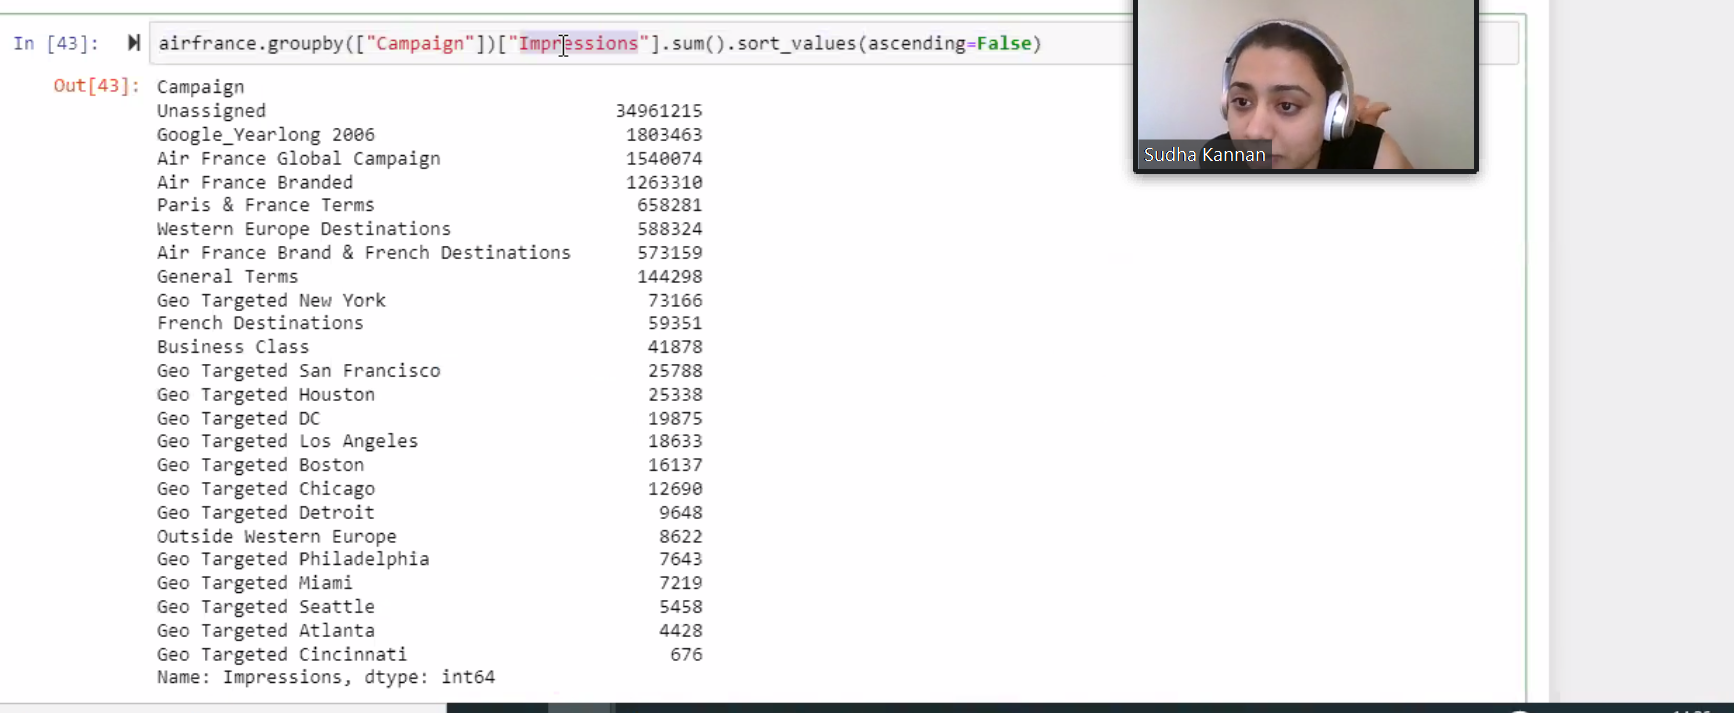 In [43]: airfrance.groupby(["Campaign"])["Impressions"].sum().sort_values(ascending=False)
Out[43]: Campaign
Unassigned 34961215
Google_Yearlong 2006 1803463
Air France Global Campaign 1540074
Air France Branded 1263310
Paris & France Terms 658281
Western Europe Destinations 588324
Air France Brand & French Destinations 573159
General Terms 144298
Geo Targeted New York 73166
French Destinations 59351
Business Class 41878
Geo Targeted San Francisco 25788
Geo Targeted Houston 25338
Geo Targeted DC 19875
Geo Targeted Los Angeles 18633
Geo Targeted Boston 16137
Geo Targeted Chicago 12690
Geo Targeted Detroit 9648
Outside Western Europe 8622
Geo Targeted Philadelphia 7643
Geo Targeted Miami 7219
Geo Targeted Seattle 5458
Geo Targeted Atlanta 4428
Geo Targeted Cincinnati 676
Name: Impressions, dtype: int64
Sudha Kannan